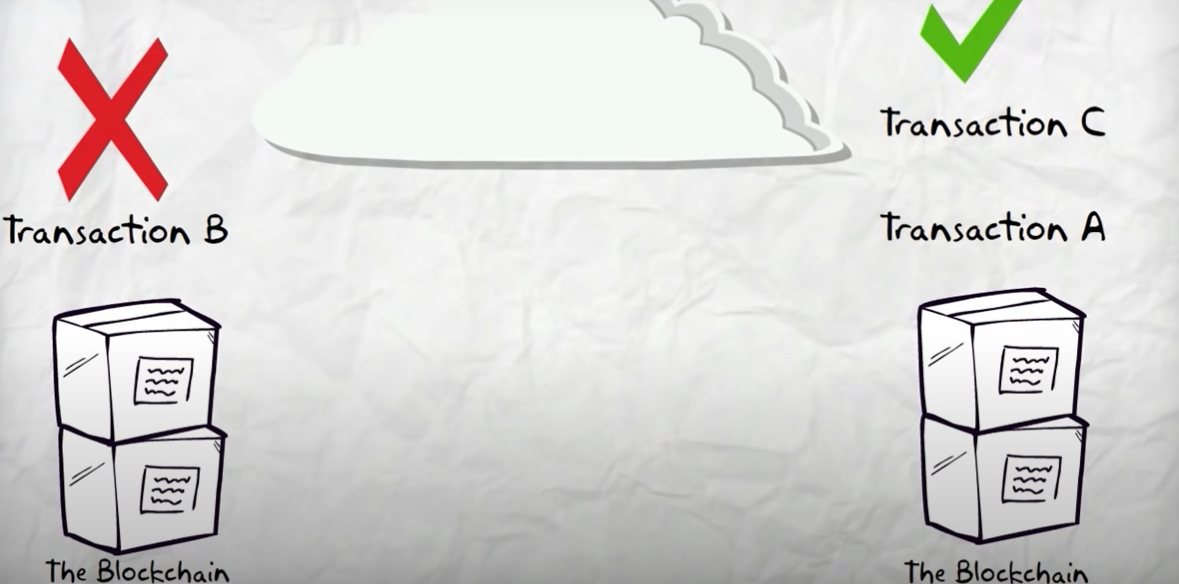 Transaction B
The Blockchain
Transaction C
Transaction A
The Blockchain